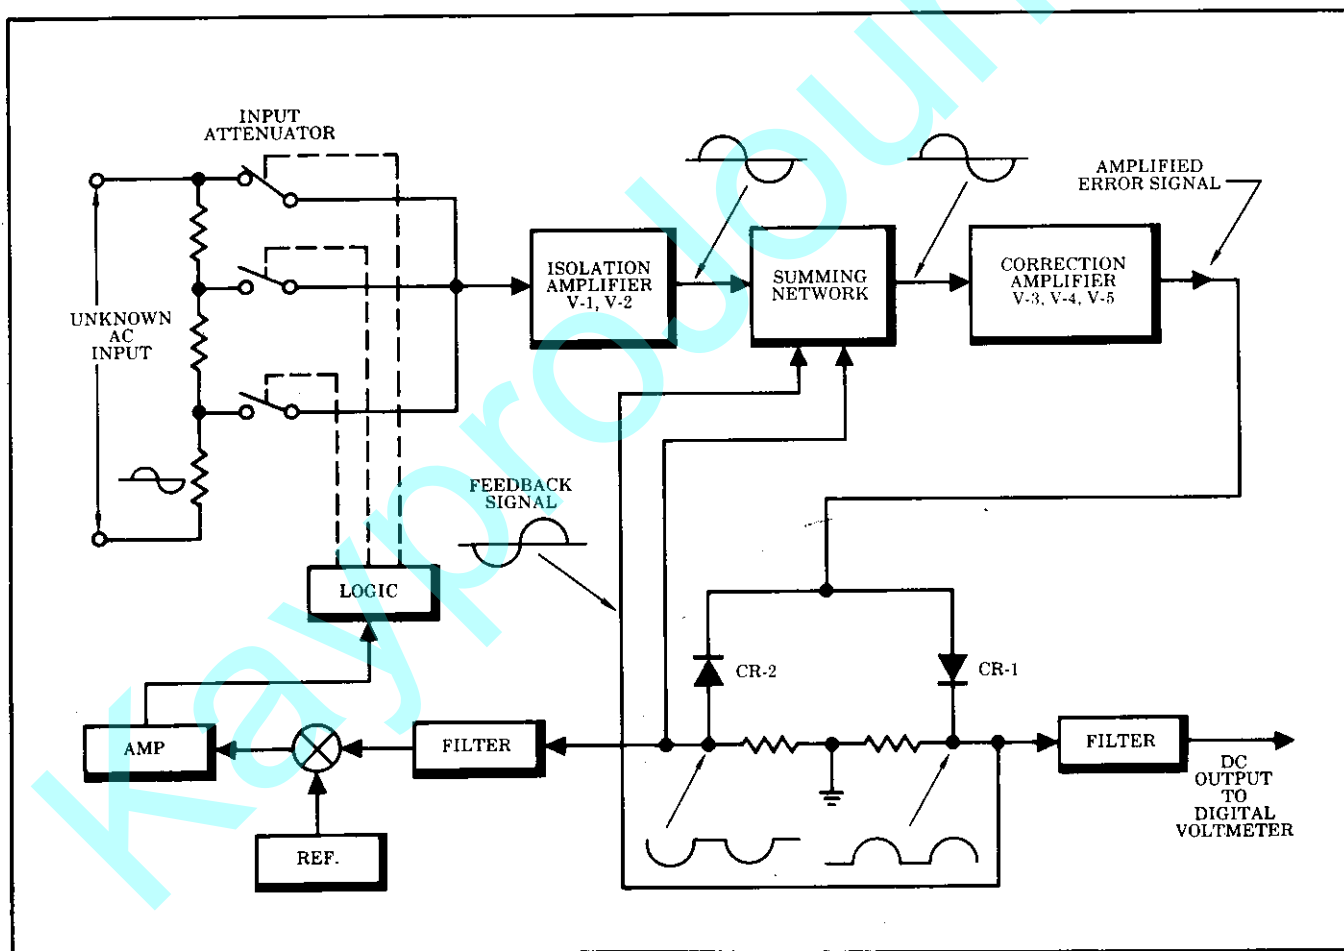 INPUT
ATTENUATOR
UNKNOWN
AC
INPUT
ISOLATION
AMPLIFIER
V-1, V-2
SUMMING
NETWORK
CORRECTION
AMPLIFIER
V-3, V-4, V-5
AMPLIFIED
ERROR SIGNAL
FEEDBACK
SIGNAL
LOGIC
CR-2
CR-1
AMP
FILTER
FILTER
REF.
DC
OUTPUT
TO
DIGITAL
VOLTMETER